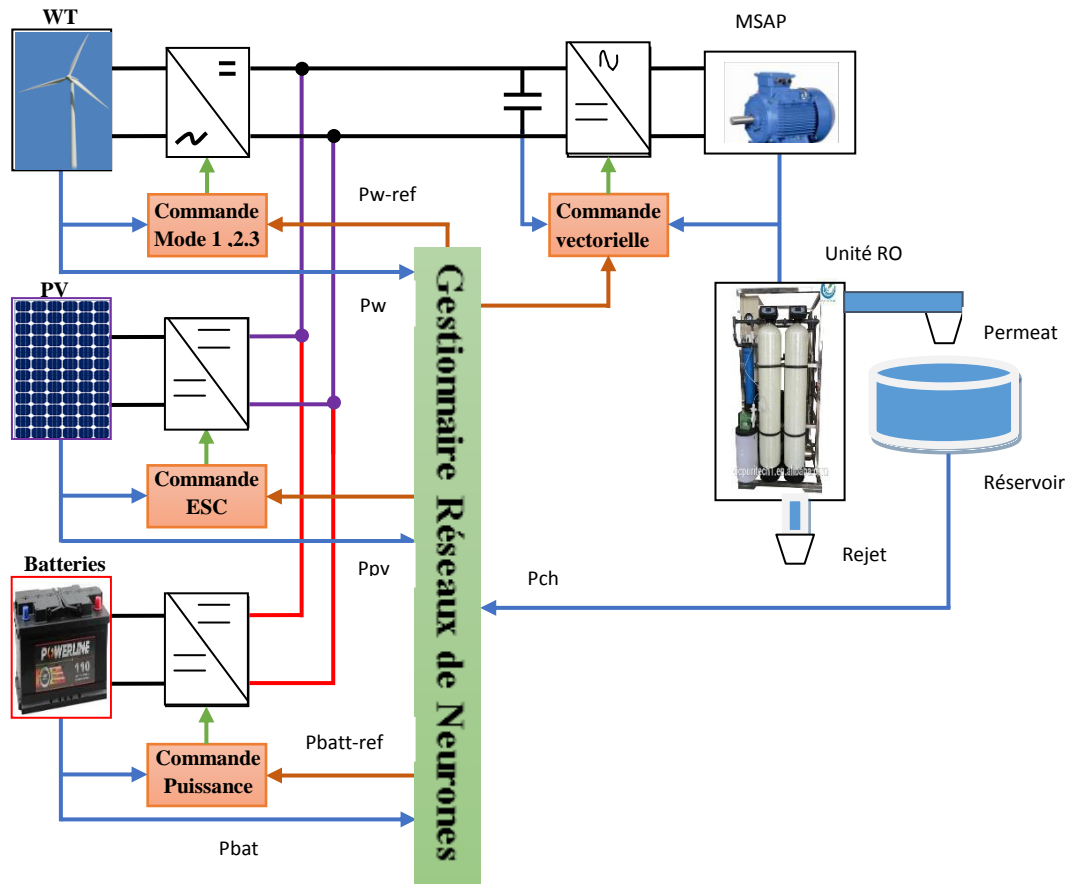 WT
MSAP
Pw-ref
Commande
Mode 1 ,2.3
Commande
vectorielle
Unité RO
PV
Pw
Permeat
Commande
ESC
Réservoir
Ppv
Rejet
Batteries
Pch
POWERLINE
110
Pbatt-ref
Commande
Puissance
Pbat
Gestionnaire Réseaux de Neurones